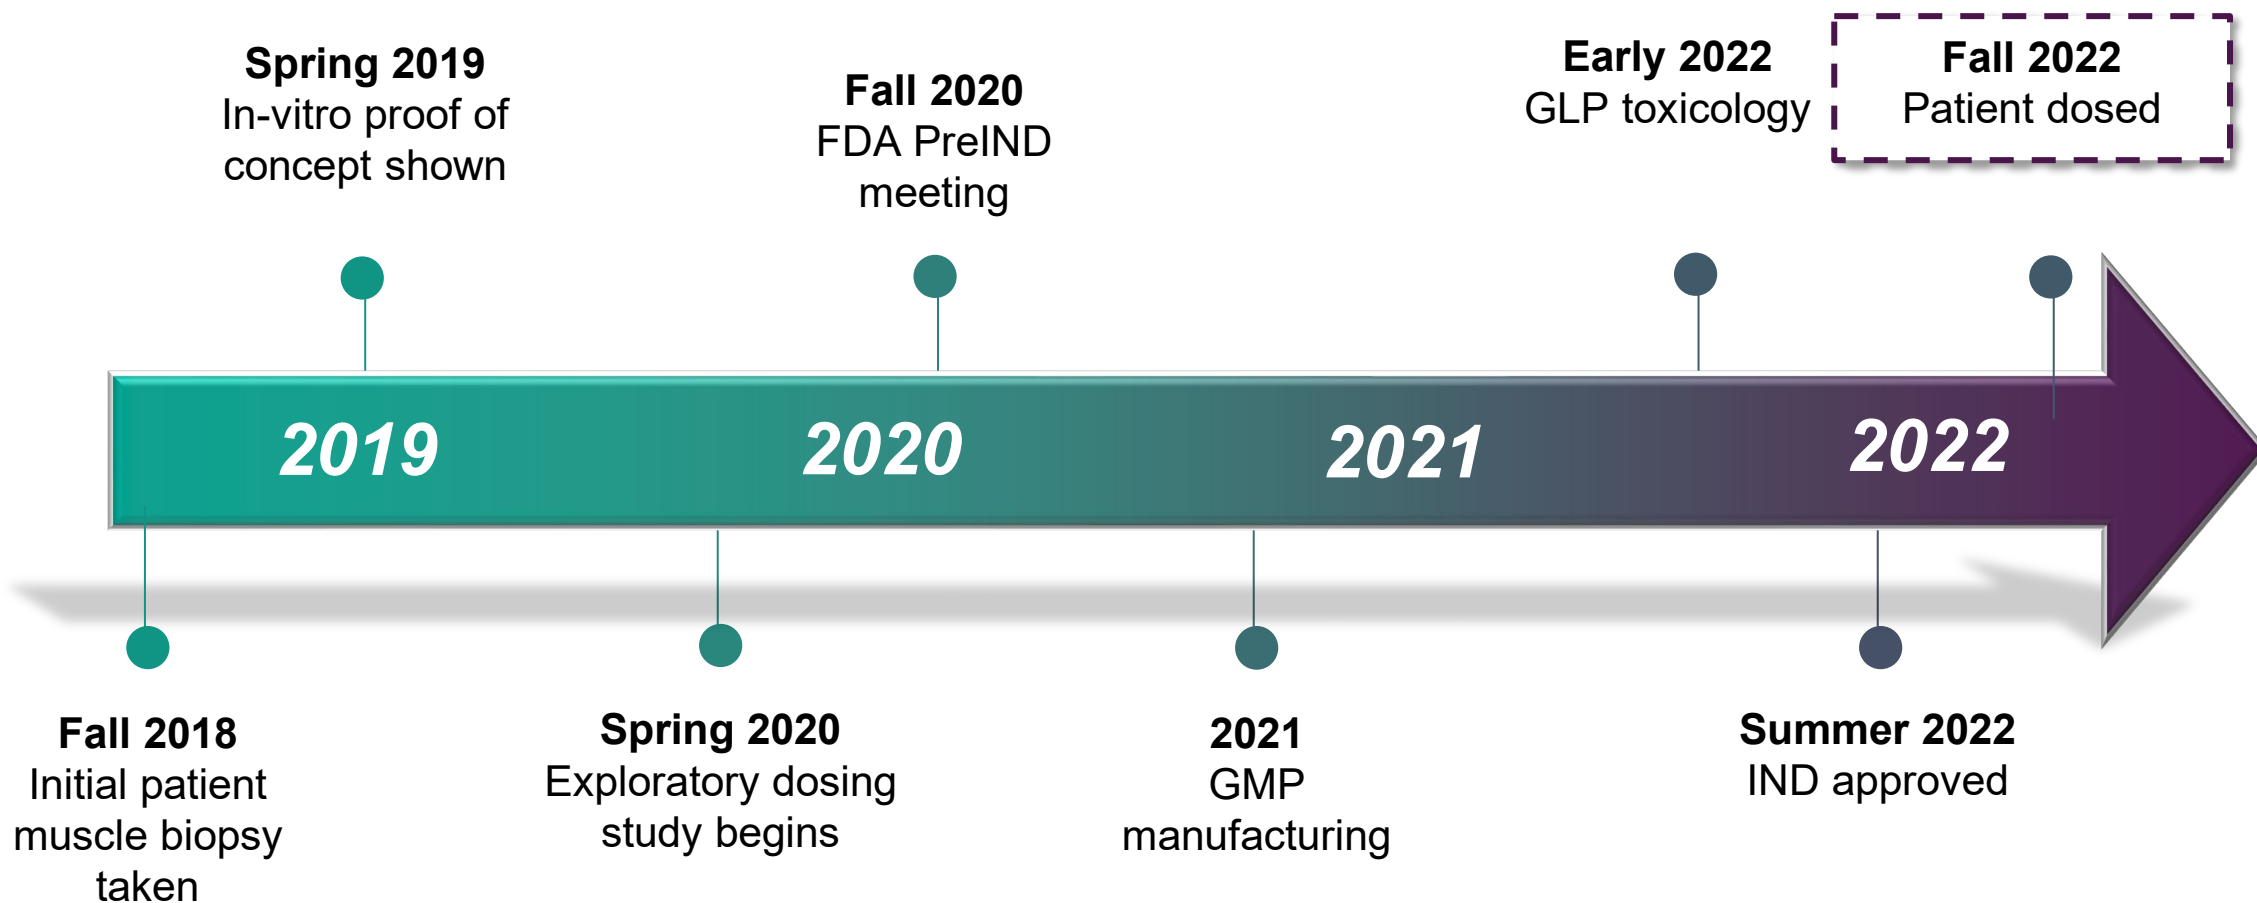 Spring 2019
In-vitro proof of
concept shown
Fall 2020
FDA PreIND
meeting
Early 2022
GLP toxicology
Fall 2022
Patient dosed
2019
2020
2021
2022
Fall 2018
Initial patient
muscle biopsy
taken
Spring 2020
Exploratory dosing
study begins
2021
GMP
manufacturing
Summer 2022
IND approved